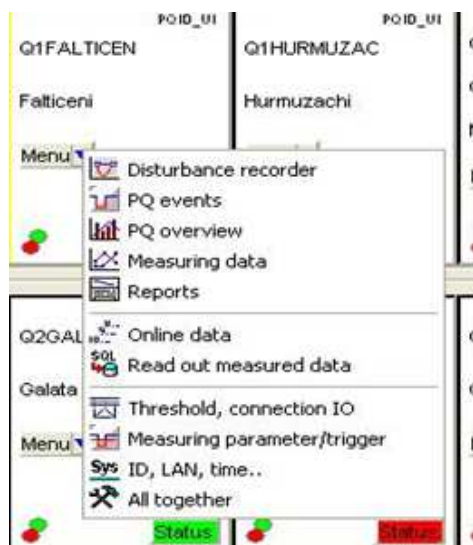 POID_UI
POID_UI
Q1FALTICEN
Q1HURMUZAC
Falticeni
Hurmuzachi
Menu
Disturbance recorder
PQ events
PQ overview
Measuring data
Reports
Q2GAL
Online data
SQL
Read out measured data
Galata
Threshold, connection IO
Menu
Measuring parameter/trigger
Sys
ID, LAN, time..
All together
Status
Status